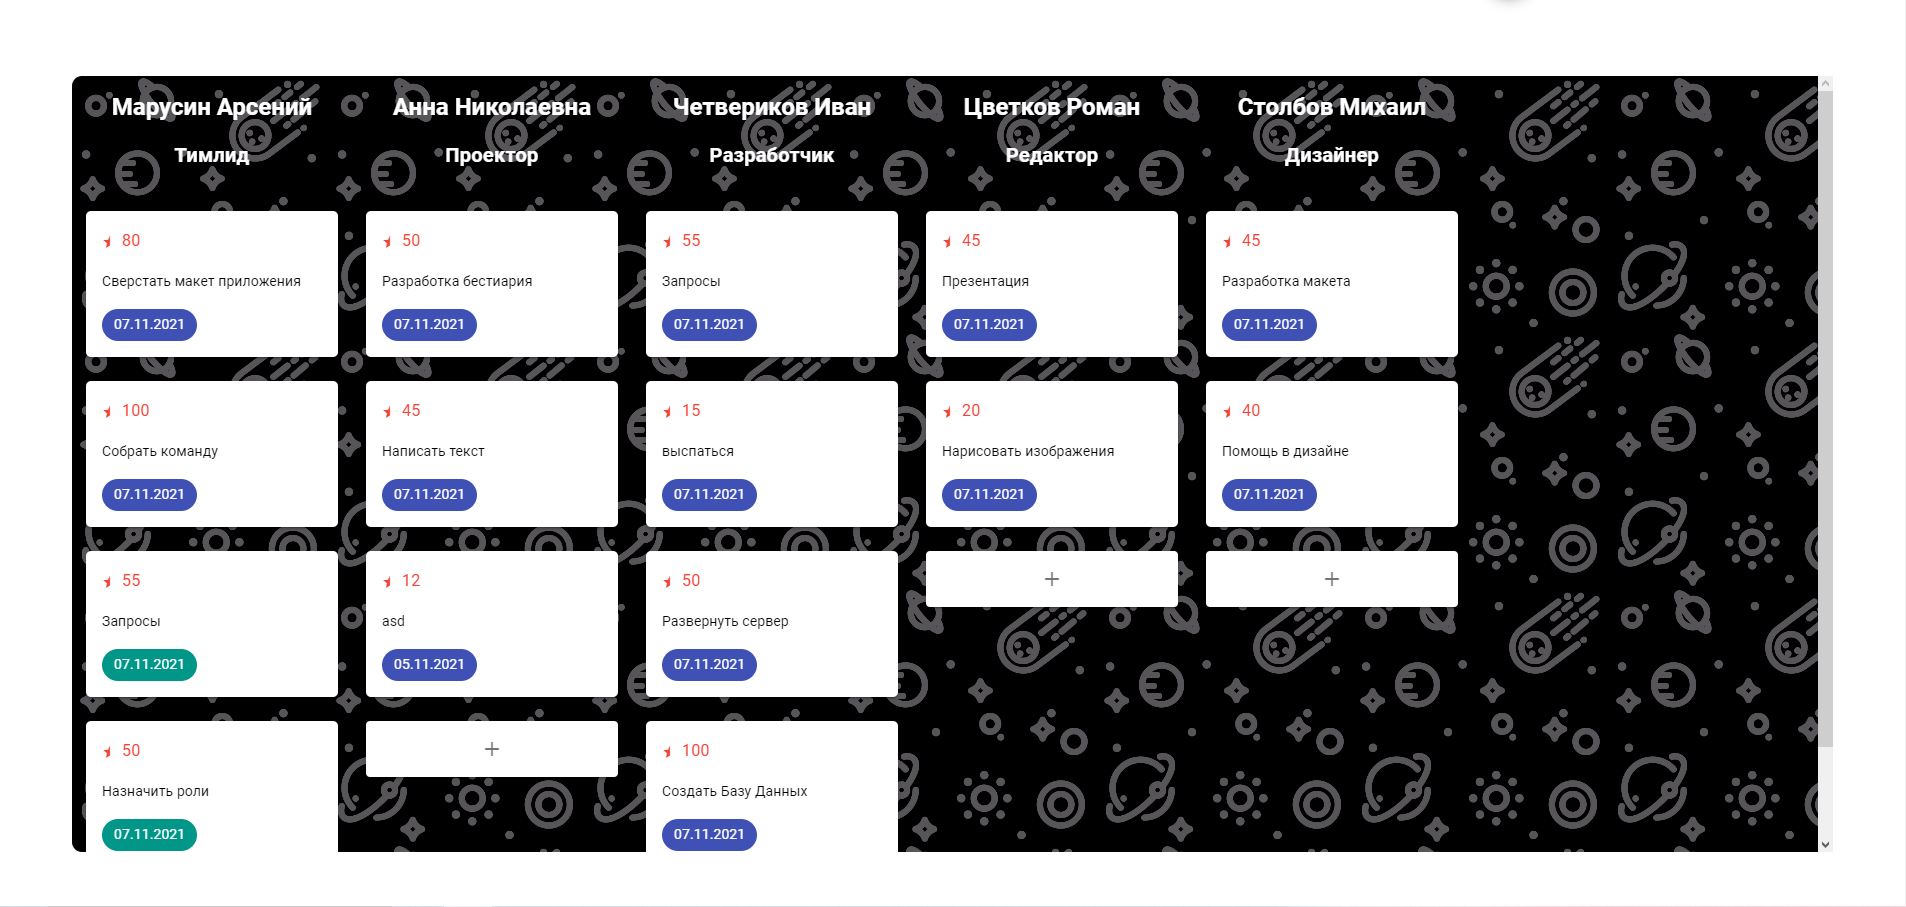 Марусин Арсений
Тимлид
80
Сверстать макет приложения
07.11.2021
100
Собрать команду
07.11.2021
55
Запросы
07.11.2021
50
Назначить роли
07.11.2021
Анна Николаевна
Проектор
50
Разработка бестиария
07.11.2021
45
Написать текст
07.11.2021
12
asd
05.11.2021
+
Четвериков Иван
Разработчик
55
Запросы
07.11.2021
15
выспаться
07.11.2021
50
Развернуть сервер
07.11.2021
100
Создать Базу Данных
07.11.2021
Цветков Роман
Редактор
45
Презентация
07.11.2021
20
Нарисовать изображения
07.11.2021
+
Столбов Михаил
Дизайнер
45
Разработка макета
07.11.2021
40
Помощь в дизайне
07.11.2021
+